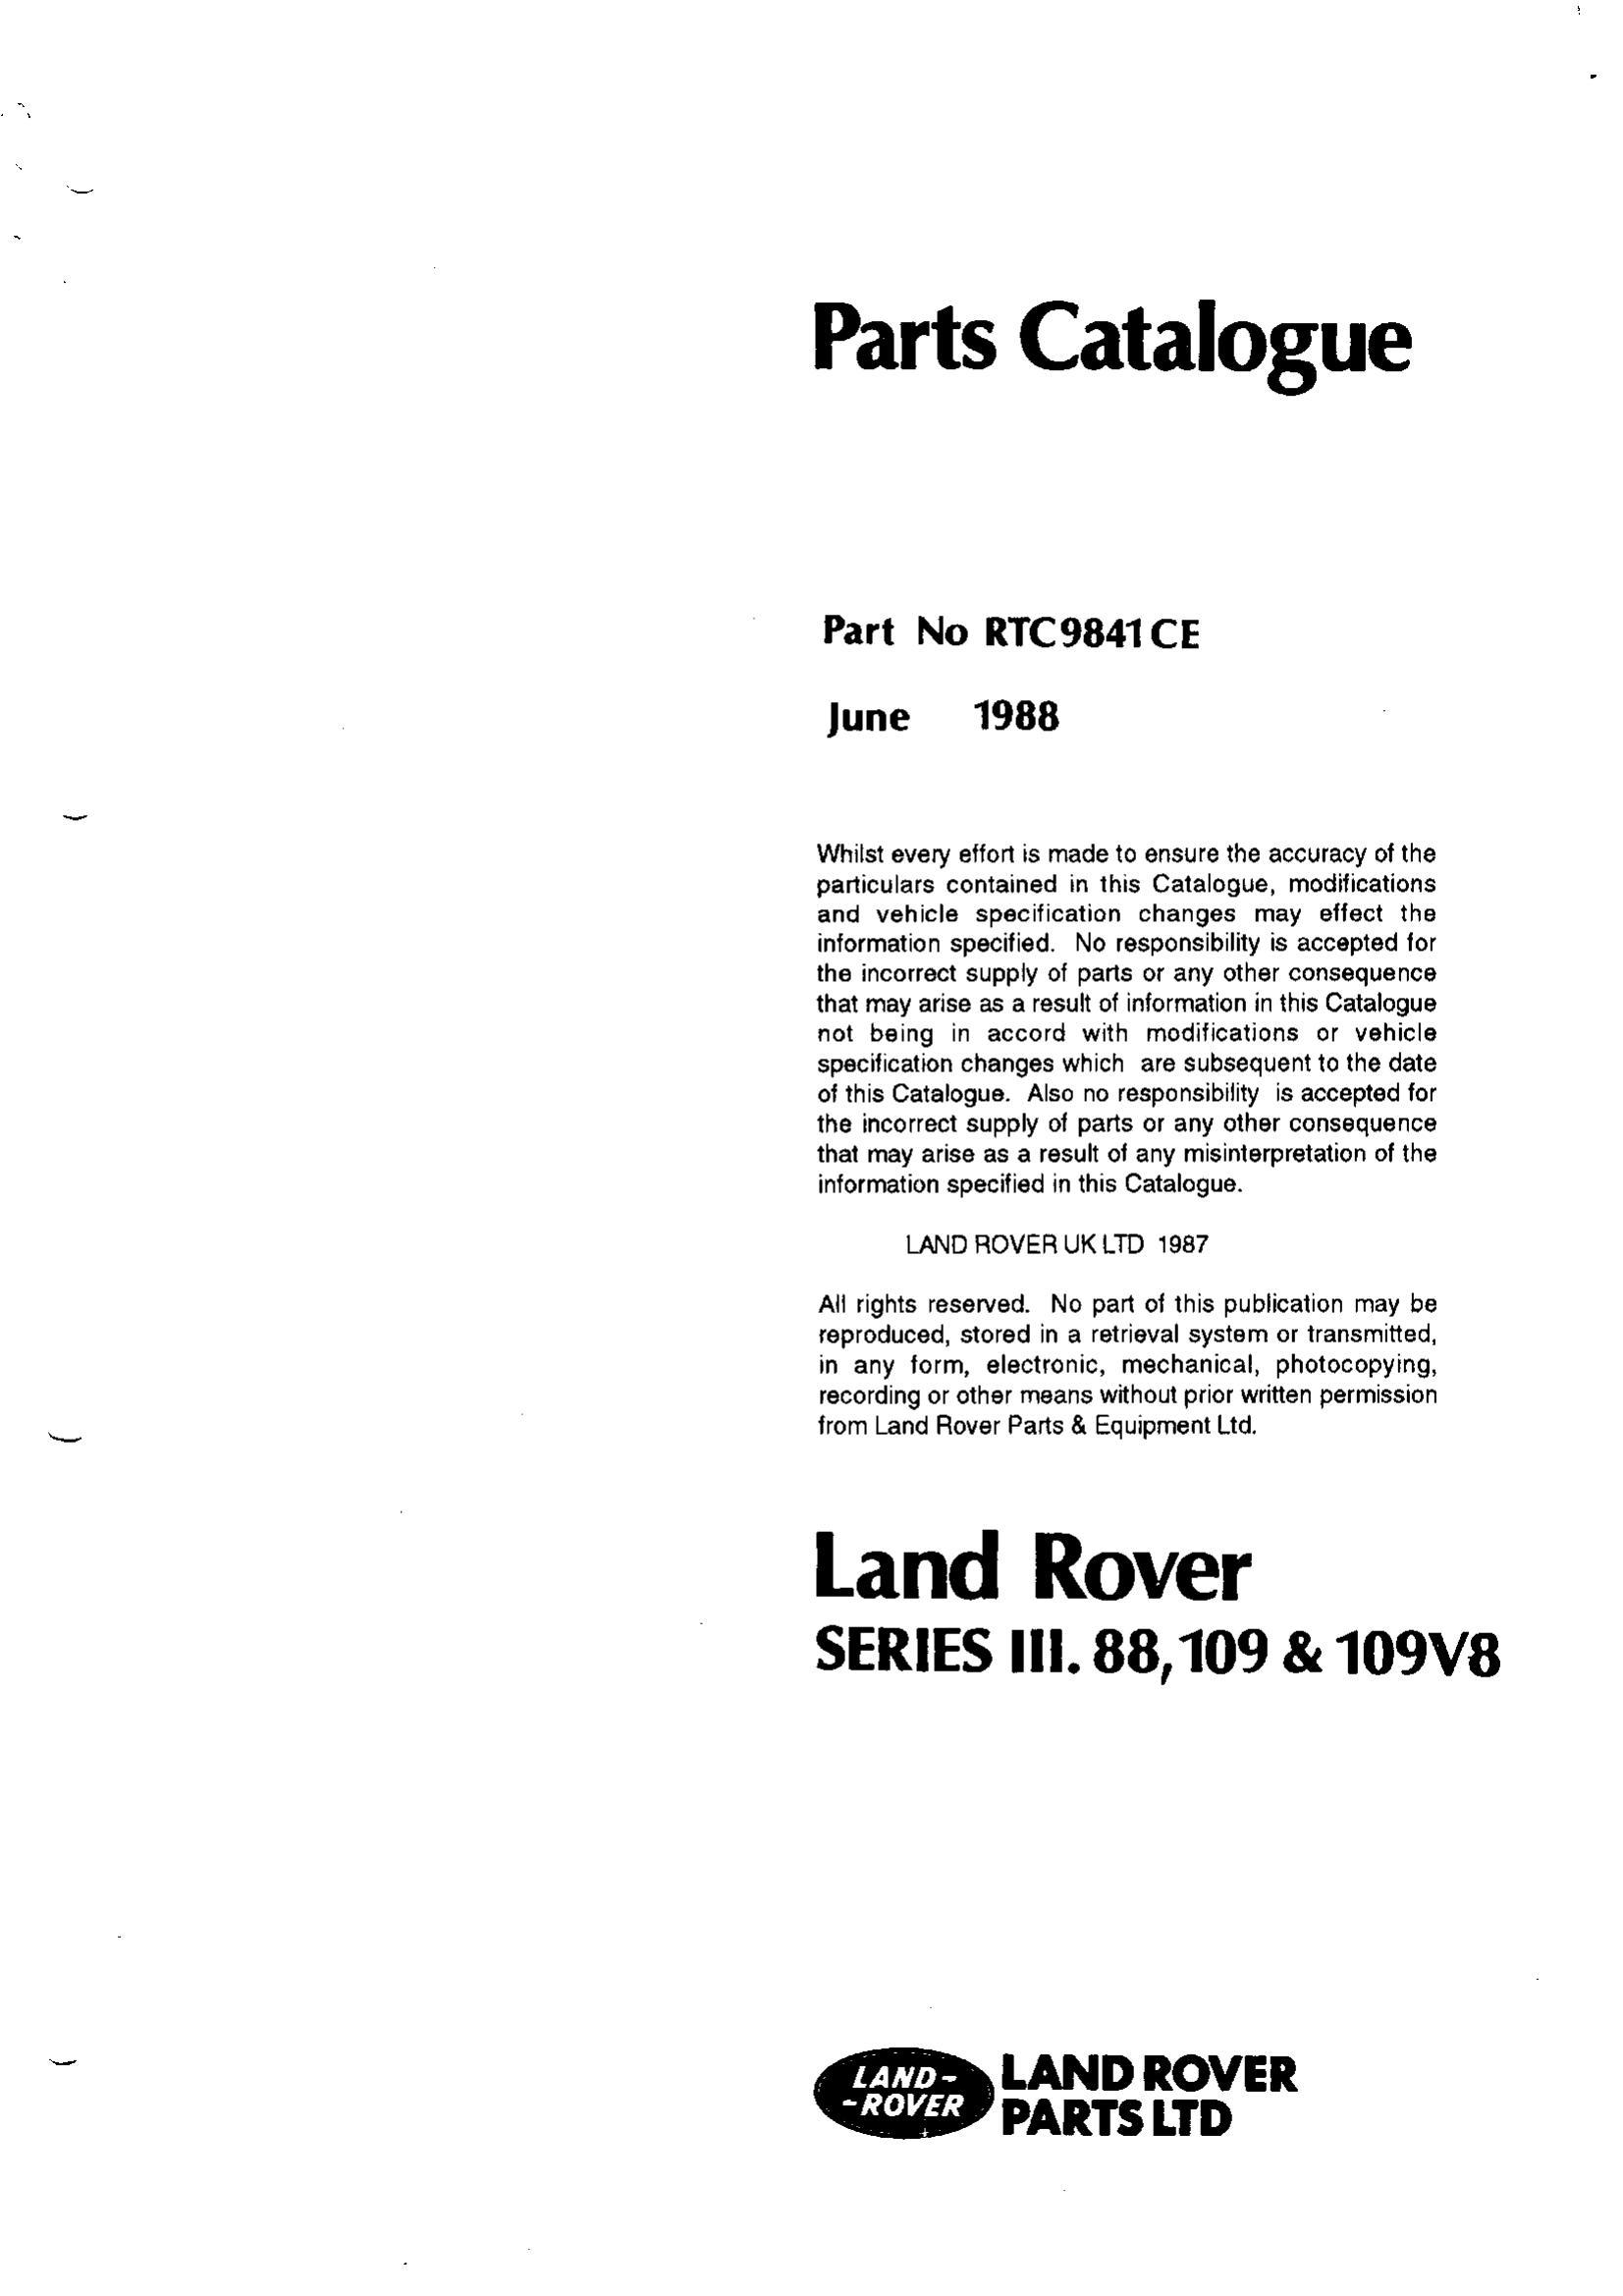 Parts Catalogue
Part No RTC9841CE
June 1988
Whilst every effort is made to ensure the accuracy of the
particulars contained in this Catalogue, modifications
and vehicle specification changes may effect the
information specified. No responsibility is accepted for
the incorrect supply of parts or any other consequence
that may arise as a result of information in this Catalogue
not being in accord with modifications or vehicle
specification changes which are subsequent to the date
of this Catalogue. Also no responsibility is accepted for
the incorrect supply of parts or any other consequence
that may arise as a result of any misinterpretation of the
information specified in this Catalogue.
LAND ROVER UK LTD 1987
All rights reserved. No part of this publication may be
reproduced, stored in a retrieval system or transmitted,
in any form, electronic, mechanical, photocopying,
recording or other means without prior written permission
from Land Rover Parts & Equipment Ltd.
Land Rover
SERIES III. 88, 109 & 109V8
LAND-
-ROVER
LAND ROVER
PARTS LTD